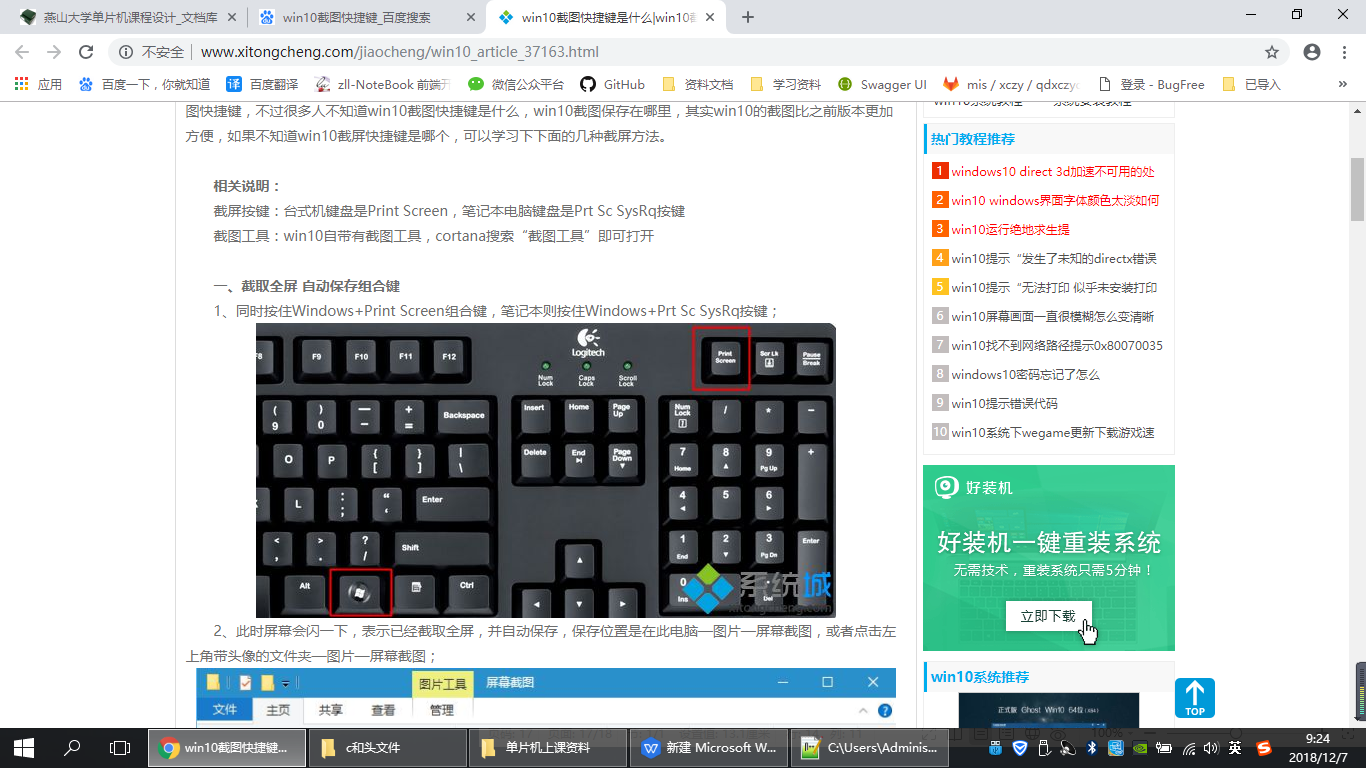 燕山大学单片机课程设计_文档库
win10截图快捷键_百度搜索
win10截图快捷键是什么|win10截
不安全 www.xitongcheng.com/jiaocheng/win10_article_37163.html
应用 百度一下，你就知道 译 百度翻译 zll-NoteBook 前端开 微信公众平台 GitHub 资料文档 学习资料 Swagger UI mis / xczy / qdxczyc 登录 - BugFree 已导入
图快捷键，不过很多人不知道win10截图快捷键是什么，win10截图保存在哪里，其实win10的截图比之前版本更加
方便，如果不知道win10截屏快捷键是哪个，可以学习下下面的几种截屏方法。
相关说明：
截屏按键：台式机键盘是Print Screen，笔记本电脑键盘是Prt Sc SysRq按键
截图工具：win10自带有截图工具，cortana搜索“截图工具”即可打开
一、截取全屏 自动保存组合键
1、同时按住Windows+Print Screen组合键，笔记本则按住Windows+Prt Sc SysRq按键；
Logitech
F8 F9 F10 F11 F12
Num Lock Caps Lock Scroll Lock
Print Screen Scr Lk Pause Break
( 9 ) 0 — - + = Backspace Insert Home Page Up Num Lock / * −
O P { [ } ] | \ Delete End Page Down 7 Home 8 9 Pg Up +
L : ; “ ‘ Enter 4 5 6
< , > . ? / Shift 1 End 2 3 Pg Dn Enter
Alt Ctrl 0 Ins Del
系统城
xitongcheng.com
2、此时屏幕会闪一下，表示已经截取全屏，并自动保存，保存位置是在此电脑—图片—屏幕截图，或者点击左
上角带头像的文件夹—图片—屏幕截图；
图片工具 屏幕截图
文件 主页 共享 查看 管理
win10系统教程 系统安装教程
热门教程推荐
1 windows10 direct 3d加速不可用的处
2 win10 windows界面字体颜色太淡如何
3 win10运行绝地求生提
4 win10提示“发生了未知的directx错误
5 win10提示“无法打印 似乎未安装打印
6 win10屏幕画面一直很模糊怎么变清晰
7 win10找不到网络路径提示0x80070035
8 windows10密码忘记了怎么
9 win10提示错误代码
10 win10系统下wegame更新下载游戏速
好装机
好装机一键重装系统
无需技术，重装系统只需5分钟！
立即下载
win10系统推荐
正式版 Ghost Win10 64位 (X64)
TOP
win10截图快捷键... c和头文件 单片机上课资料 新建 Microsoft W... C:\Users\Adminis...
英
9:24
2018/12/7